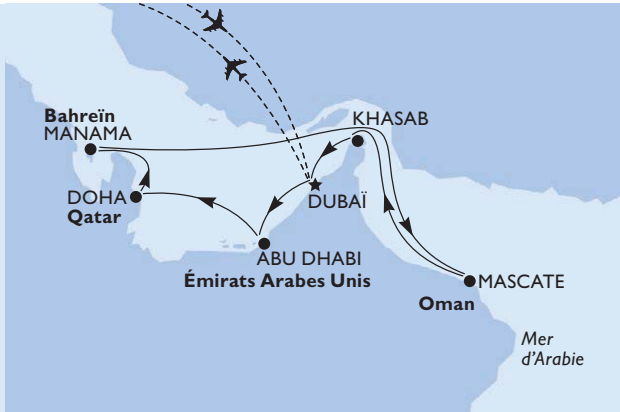 Bahreïn
MANAMA
KHASAB
DOHA
Qatar
DUBAÏ
ABU DHABI
Émirats Arabes Unis
MASCATE
Oman
Mer
d'Arabie